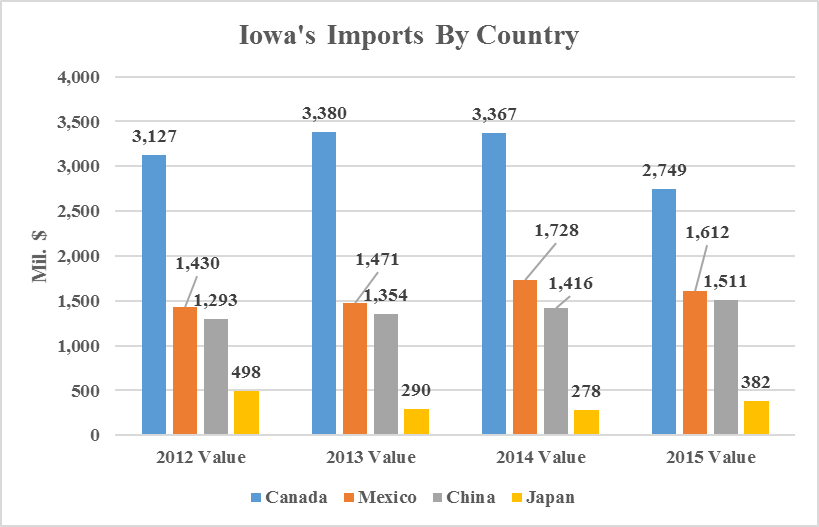 Iowa's Imports By Country
Mil. $
4,000
3,500
3,000
2,500
2,000
1,500
1,000
500
0
3,127
1,430
1,293
498
3,380
1,471
1,354
290
3,367
1,728
1,416
278
2,749
1,612
1,511
382
2012 Value
2013 Value
2014 Value
2015 Value
Canada
Mexico
China
Japan